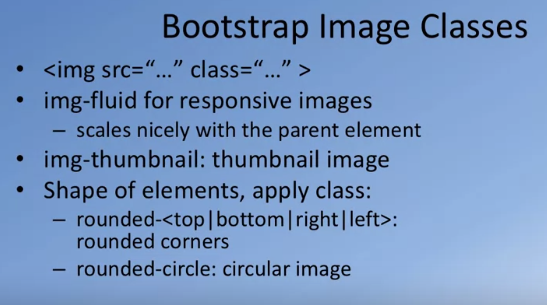 Bootstrap Image Classes
• <img src=“...” class=“...” >
• img-fluid for responsive images
– scales nicely with the parent element
• img-thumbnail: thumbnail image
• Shape of elements, apply class:
– rounded-<top|bottom|right|left>:
rounded corners
– rounded-circle: circular image